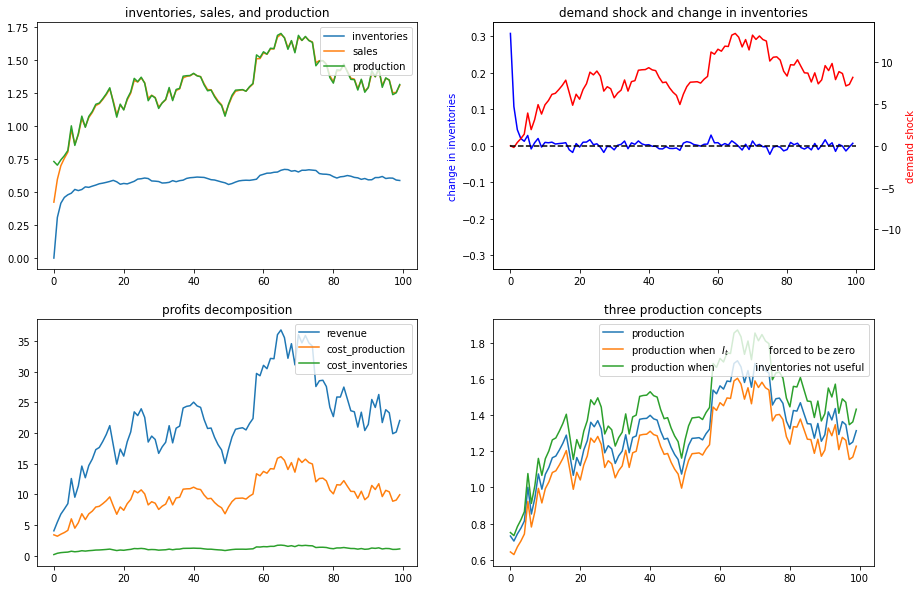 inventories, sales, and production
1.75
1.50
1.25
1.00
0.75
0.50
0.25
0.00
0 20 40 60 80 100
inventories
sales
production
demand shock and change in inventories
change in inventories
0.3
0.2
0.1
0.0
−0.1
−0.2
−0.3
0 20 40 60 80 100
10
5
0
−5
−10
demand shock
profits decomposition
35
30
25
20
15
10
5
0
0 20 40 60 80 100
revenue
cost_production
cost_inventories
three production concepts
1.8
1.6
1.4
1.2
1.0
0.8
0.6
0 20 40 60 80 100
production
production when I_t forced to be zero
production when inventories not useful